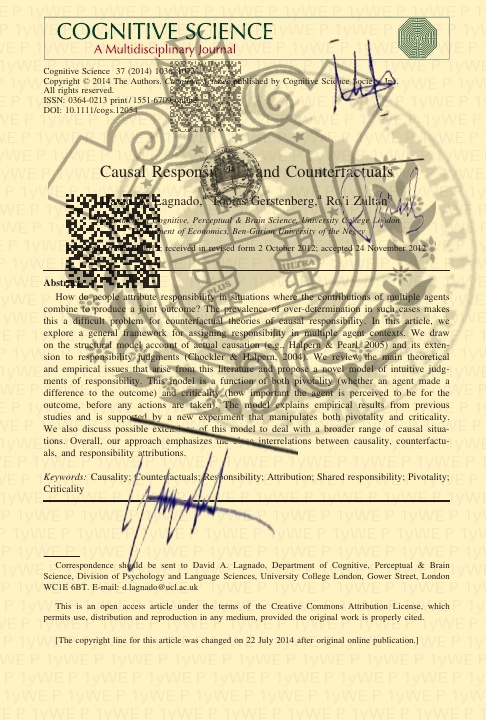 COGNITIVE SCIENCE
A Multidisciplinary Journal
Cognitive Science 37 (2014) 1036
Copyright © 2014 The Authors. published by Cognitive Science Society, Inc.
All rights reserved.
ISSN: 0364-0213 print / 1551-6709 online
DOI: 10.1111/cogs.12054
Causal and Counterfactuals
Lagnado, Tobias Gerstenberg, Ro'i Zultan
Cognitive, Perceptual & Brain Science, University College London
of Economics, Ben-Gurion University of the Negev
received in revised form 2 October 2012; accepted 24 November 2012
Abstract
How do people attribute responsibility in situations where the contributions of multiple agents
combine to produce a joint outcome? The prevalence of over-determination in such cases makes
this a difficult problem for counterfactual theories of causal responsibility. In this article, we
explore a general framework for assigning responsibility in multiple agent contexts. We draw
on the structural model account of actual causation (e.g., Halpern & Pearl, 2005) and its exten-
sion to responsibility judgments (Chockler & Halpern, 2004). We review the main theoretical
and empirical issues that arise from this literature and propose a novel model of intuitive judg-
ments of responsibility. This model is a function of both pivotality (whether an agent made a
difference to the outcome) and criticality (how important the agent is perceived to be for the
outcome, before any actions are taken). The model explains empirical results from previous
studies and is supported by a new experiment that manipulates both pivotality and criticality.
We also discuss possible extensions of this model to deal with a broader range of causal situa-
tions. Overall, our approach emphasizes the close interrelations between causality, counterfactu-
als, and responsibility attributions.
Keywords: Causality; Counterfactuals; Responsibility; Attribution; Shared responsibility; Pivotality;
Criticality
Correspondence should be sent to David A. Lagnado, Department of Cognitive, Perceptual & Brain
Science, Division of Psychology and Language Sciences, University College London, Gower Street, London
WC1E 6BT. E-mail: d.lagnado@ucl.ac.uk
This is an open access article under the terms of the Creative Commons Attribution License, which
permits use, distribution and reproduction in any medium, provided the original work is properly cited.
[The copyright line for this article was changed on 22 July 2014 after original online publication.]